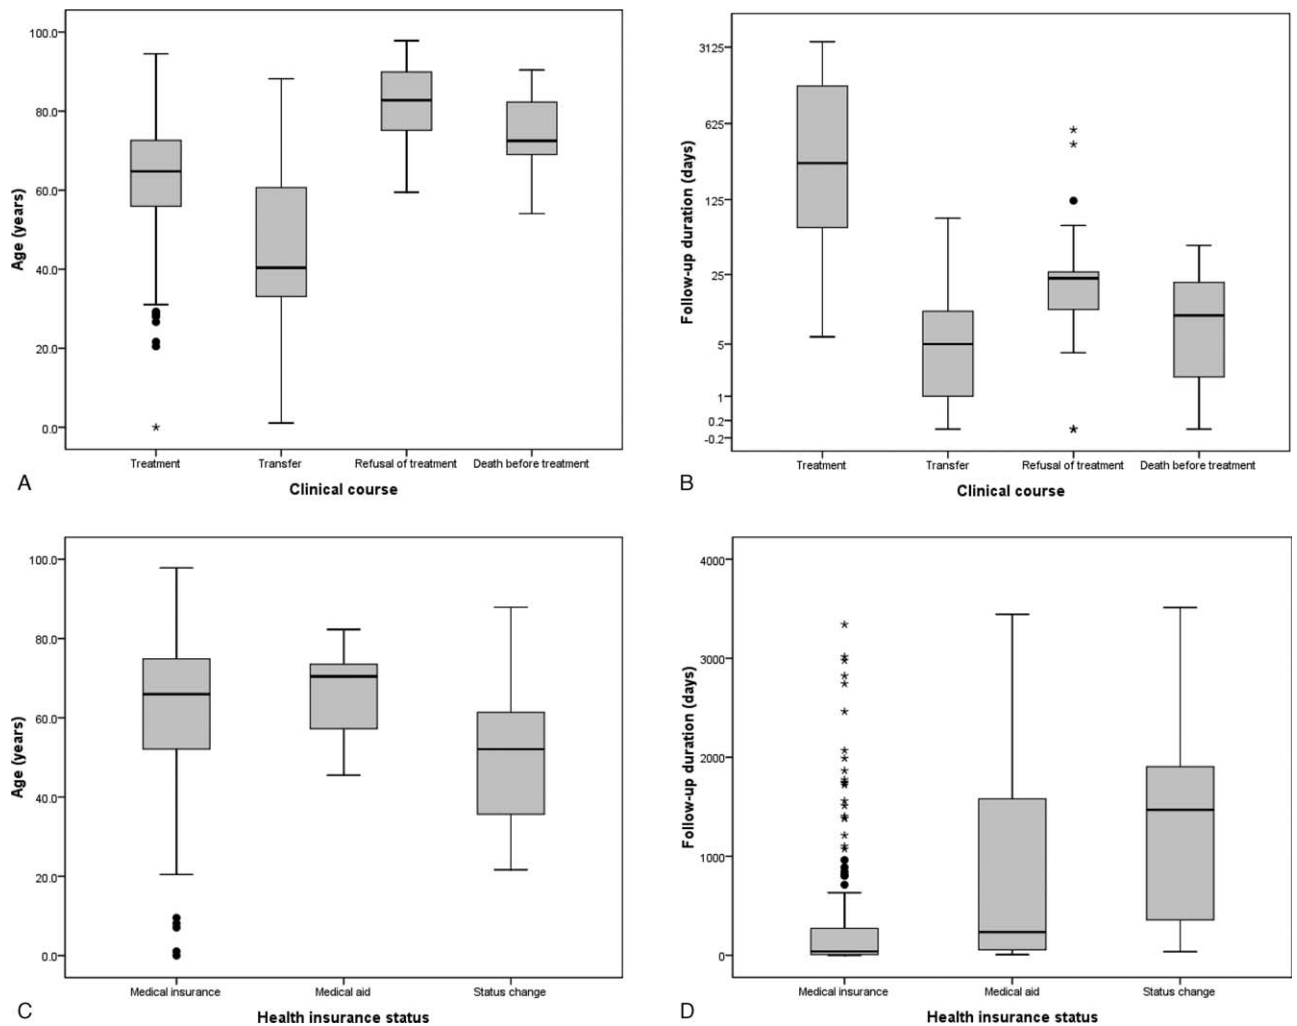 100.0
80.0
60.0
40.0
20.0
0.0
Age (years)
Treatment Transfer Refusal of treatment Death before treatment
Clinical course
A
3125
625
125
25
5
1
0.2
-0.2
Follow-up duration (days)
Treatment Transfer Refusal of treatment Death before treatment
Clinical course
B
100.0
80.0
60.0
40.0
20.0
0.0
Age (years)
Medical insurance Medical aid Status change
Health insurance status
C
4000
3000
2000
1000
0
Follow-up duration (days)
Medical insurance Medical aid Status change
Health insurance status
D